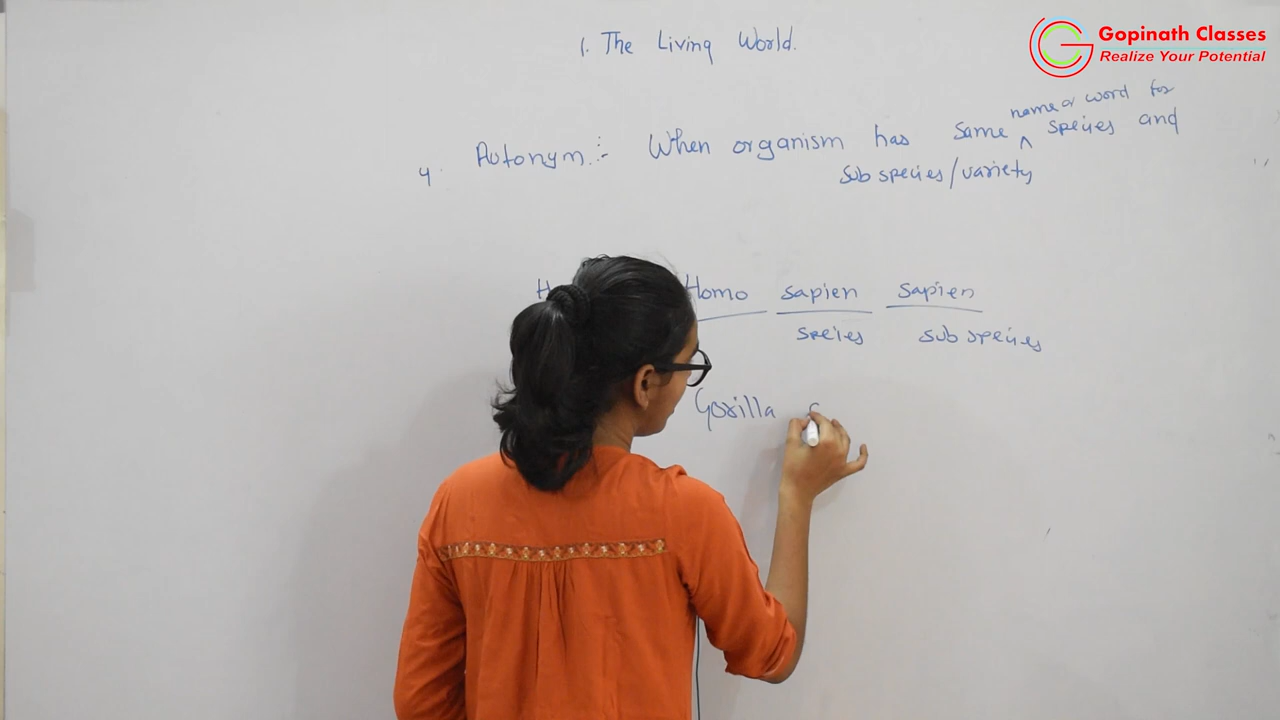 Gopinath Classes
Realize Your Potential
1. The Living World.
4. Autonym :- When organism has same ^ name or word for species and
sub species/variety
Homo sapien sapien
species sub species
Gorilla